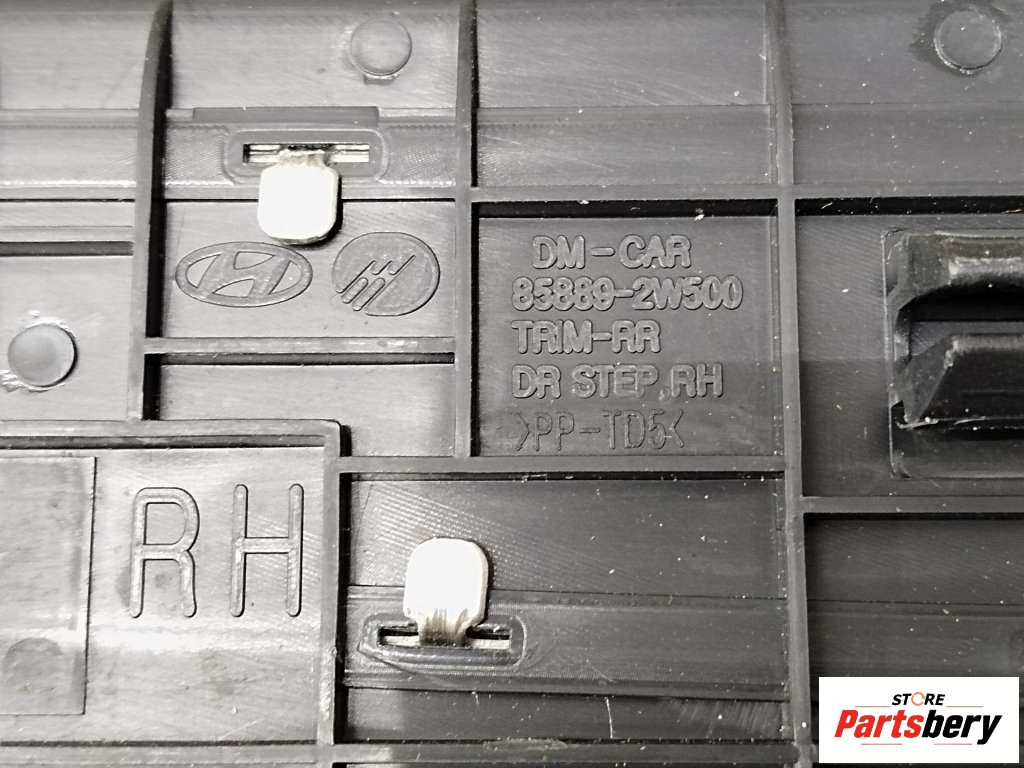 DM-CAR
85889-2W500
TRIM-RR
DR STEP,RH
>PP-TD5<
RH
STORE
Partsbery